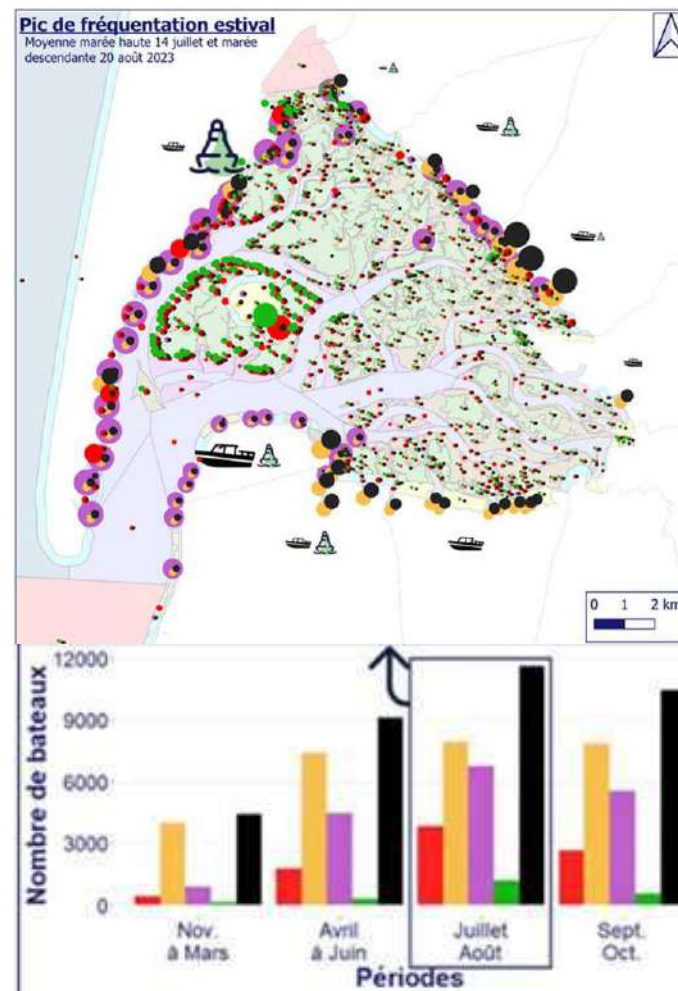 Pic de fréquentation estival
Moyenne marée haute 14 juillet et marée
descendante 20 août 2023
0 1 2 km
12000
9000
6000
3000
0
Nombre de bateaux
Nov.
à Mars
Avril
à Juin
Juillet
Août
Sept.
Oct.
Périodes